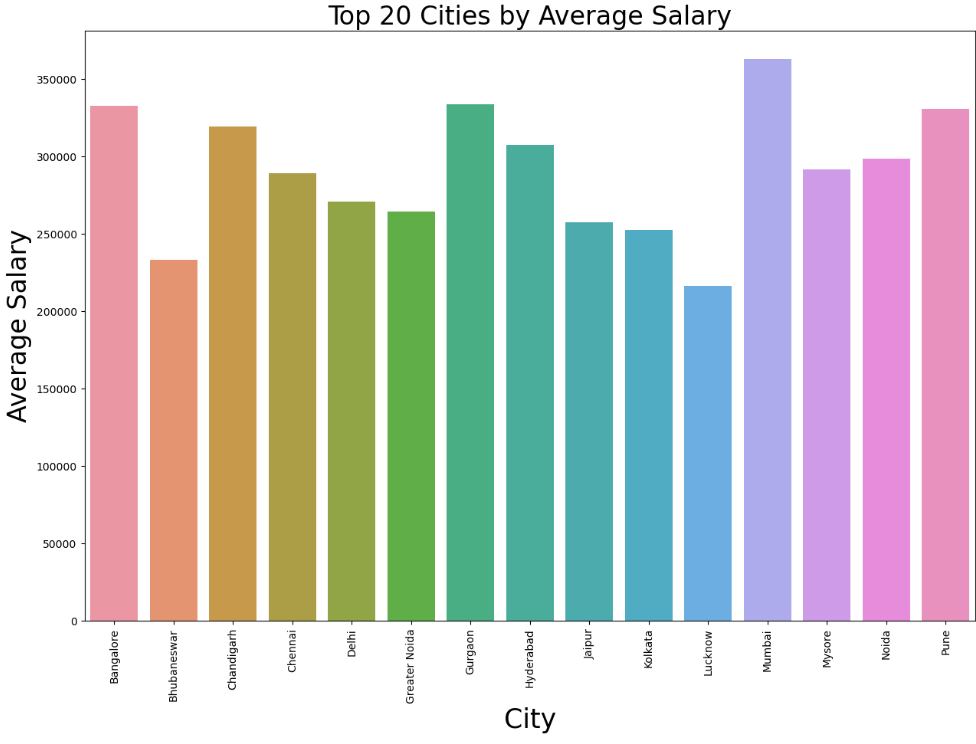 Top 20 Cities by Average Salary
Average Salary
350000
300000
250000
200000
150000
100000
50000
0
Bangalore
Bhubaneswar
Chandigarh
Chennai
Delhi
Greater Noida
Gurgaon
Hyderabad
Jaipur
Kolkata
Lucknow
Mumbai
Mysore
Noida
Pune
City